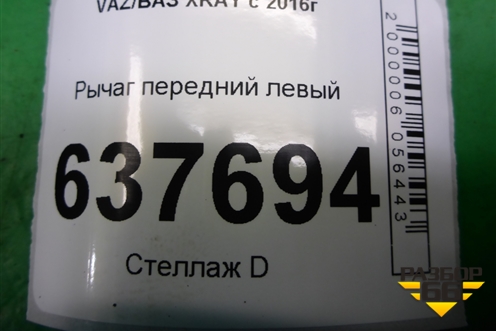 VAZ/ВАЗ XRAY с 2016г
Рычаг передний левый
637694
Стеллаж D
2000006056443
РАЗБОР
66